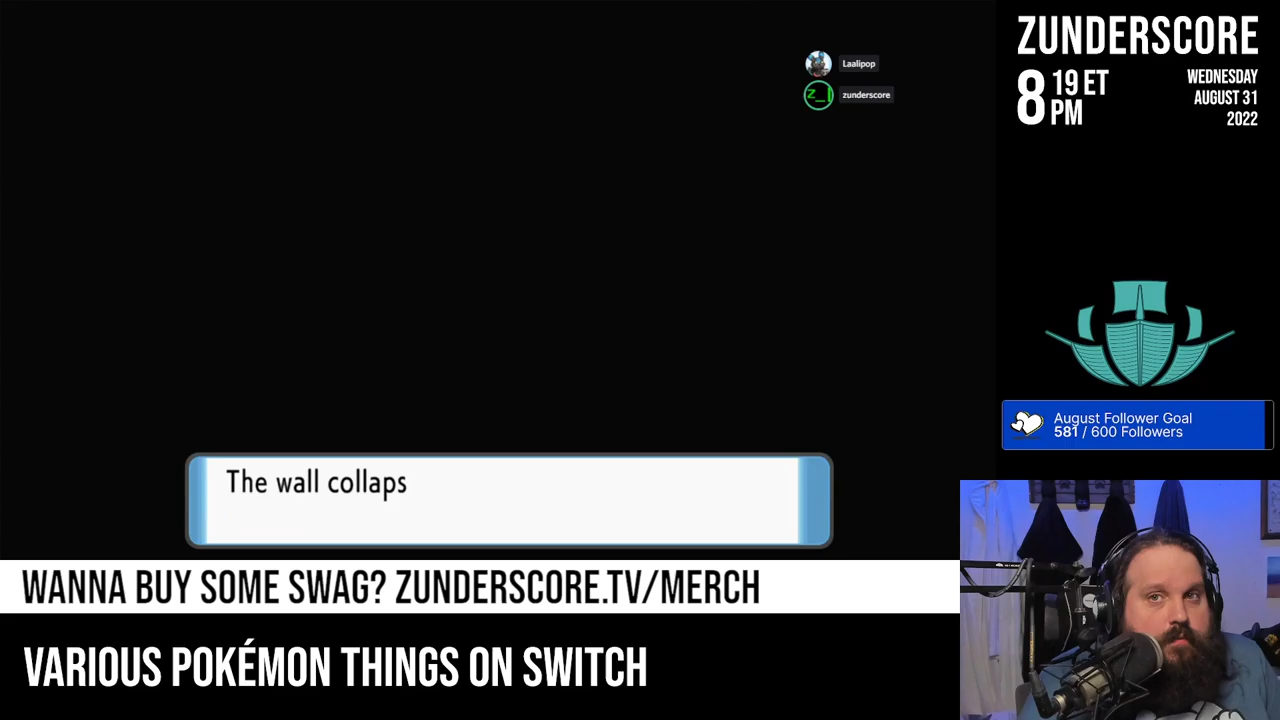 Laalipop
zunderscore
The wall collaps
WANNA BUY SOME SWAG? ZUNDERSCORE.TV/MERCH
VARIOUS POKÉMON THINGS ON SWITCH
ZUNDERSCORE
8 19 ET
PM
WEDNESDAY
AUGUST 31
2022
August Follower Goal
581 / 600 Followers